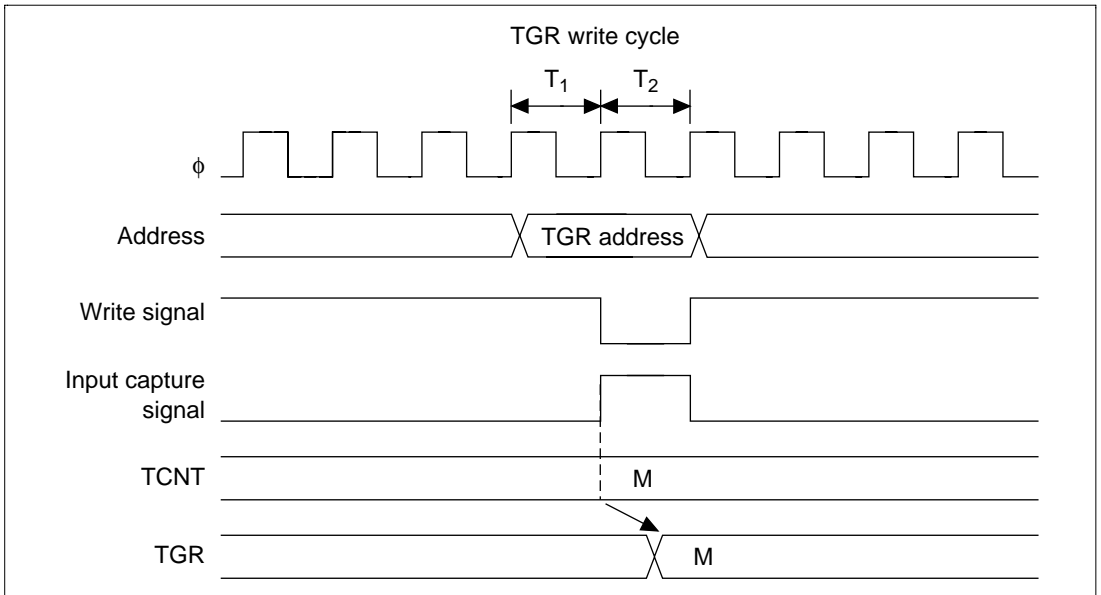 TGR write cycle
T1 T2
ϕ
Address TGR address
Write signal
Input capture
signal
TCNT M
TGR M